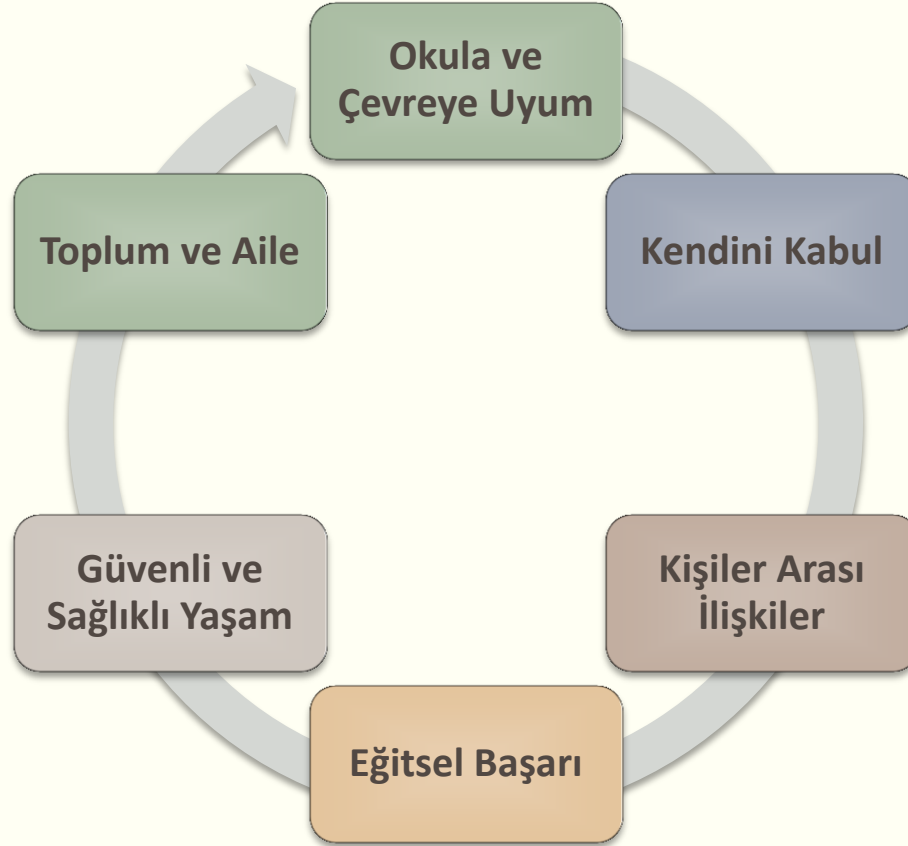 Okula ve
Çevreye Uyum
Kendini Kabul
Kişiler Arası
İlişkiler
Eğitsel Başarı
Güvenli ve
Sağlıklı Yaşam
Toplum ve Aile